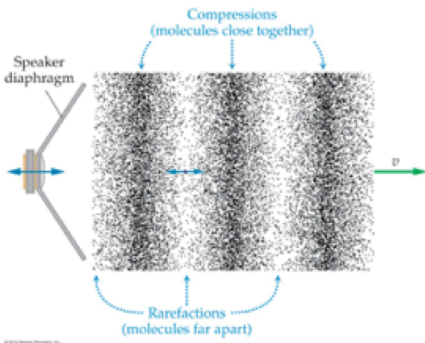 Compressions
(molecules close together)
Speaker
diaphragm
v
Rarefactions
(molecules far apart)